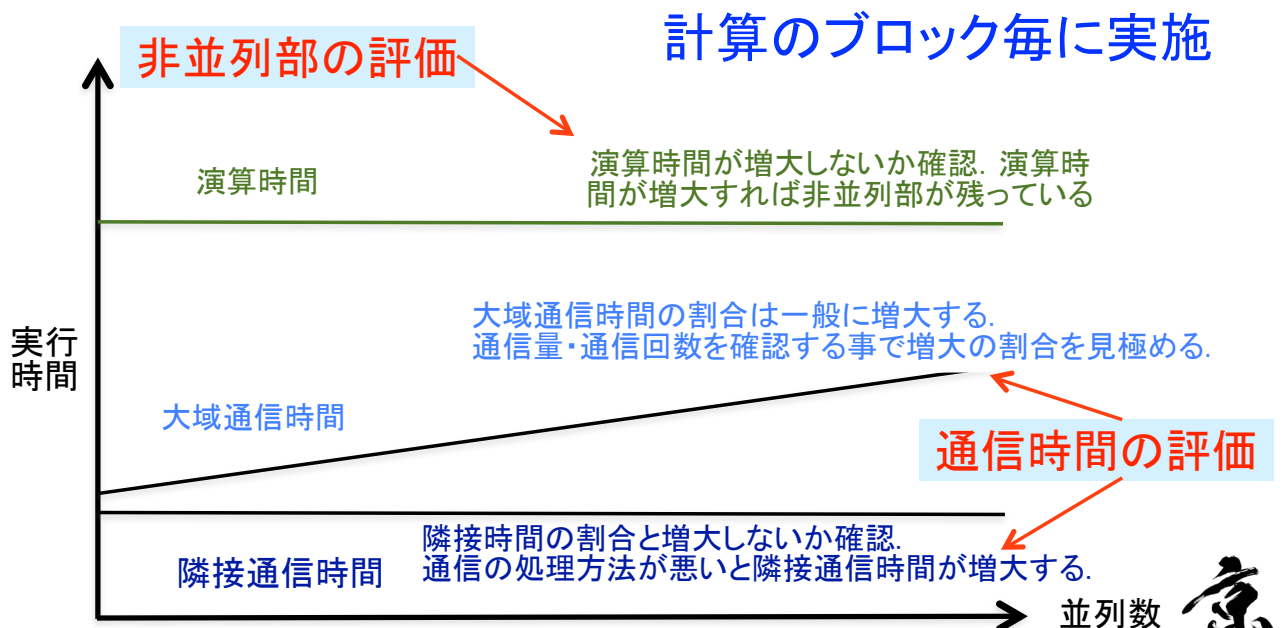 計算のブロック毎に実施
非並列部の評価
演算時間
演算時間が増大しないか確認. 演算時
間が増大すれば非並列部が残っている
実行
時間
大域通信時間の割合は一般に増大する.
通信量・通信回数を確認する事で増大の割合を見極める.
大域通信時間
通信時間の評価
隣接時間の割合と増大しないか確認.
通信の処理方法が悪いと隣接通信時間が増大する.
隣接通信時間
並列数
京